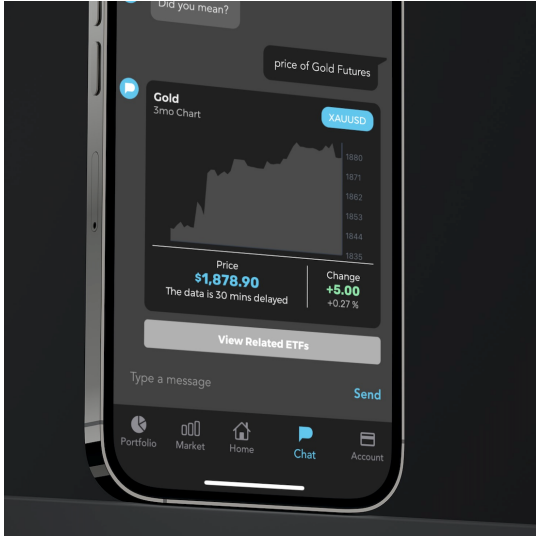 Did you mean?
price of Gold Futures
Gold
3mo Chart
XAUUSD
1880
1871
1862
1853
1844
1835
Price
$1,878.90
The data is 30 mins delayed
Change
+5.00
+0.27 %
View Related ETFs
Type a message
Send
Portfolio
Market
Home
Chat
Account